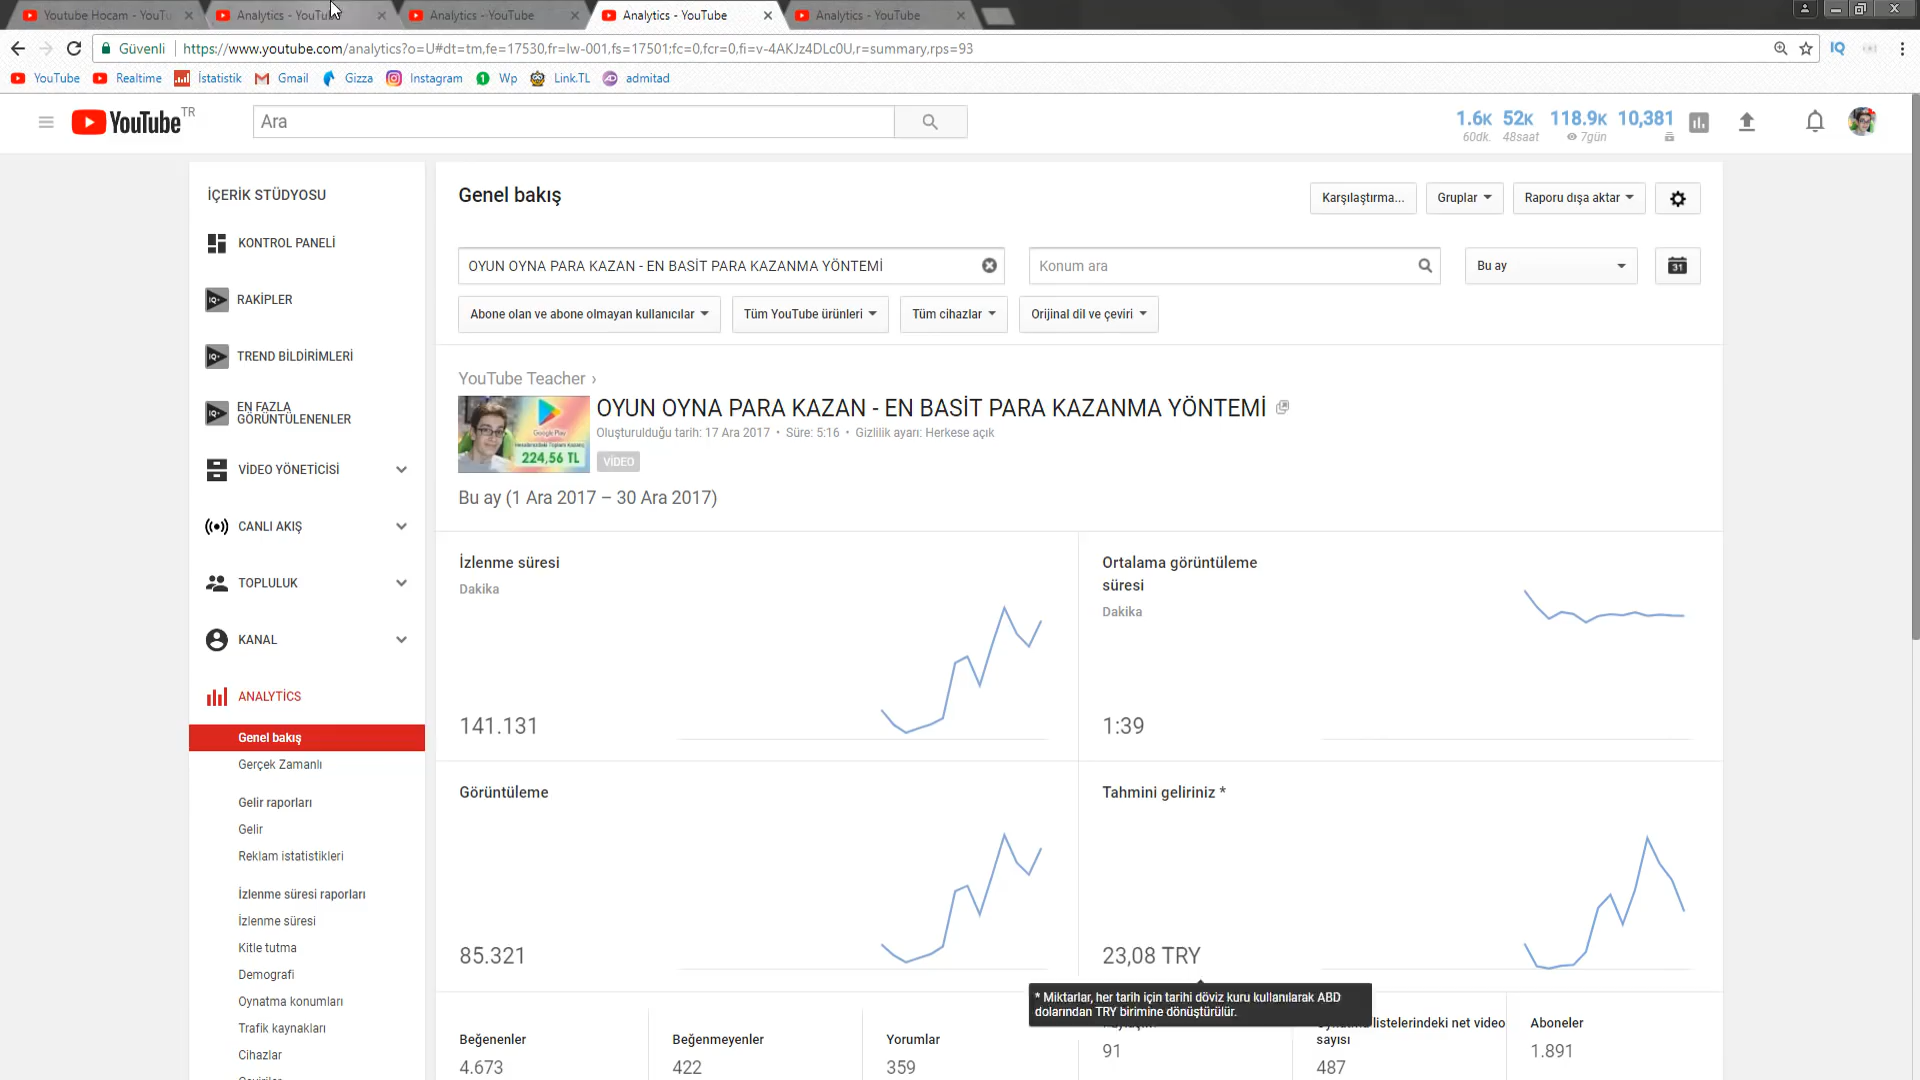 Youtube Hocam - YouTu
Analytics - YouTu
Analytics - YouTube
Analytics - YouTube
Analytics - YouTube
Güvenli
https://www.youtube.com/analytics?o=U#dt=tm,fe=17530,fr=lw-001,fs=17501;fc=0,fcr=0,fi=v-4AKJz4DLc0U,r=summary,rps=93
IQ
YouTube
Realtime
İstatistik
Gmail
Gizza
Instagram
1
Wp
Link.TL
admitad
YouTube TR
Ara
1.6K 52K 118.9K 10,381
60dk. 48saat 7gün
İÇERİK STÜDYOSU
KONTROL PANELİ
RAKİPLER
TREND BİLDİRİMLERİ
EN FAZLA
GÖRÜNTÜLENENLER
VİDEO YÖNETİCİSİ
CANLI AKIŞ
TOPLULUK
KANAL
ANALYTİCS
Genel bakış
Gerçek Zamanlı
Gelir raporları
Gelir
Reklam istatistikleri
İzlenme süresi raporları
İzlenme süresi
Kitle tutma
Demografi
Oynatma konumları
Trafik kaynakları
Cihazlar
Genel bakış
Karşılaştırma...
Gruplar
Raporu dışa aktar
OYUN OYNA PARA KAZAN - EN BASİT PARA KAZANMA YÖNTEMİ
Konum ara
Bu ay
31
Abone olan ve abone olmayan kullanıcılar
Tüm YouTube ürünleri
Tüm cihazlar
Orijinal dil ve çeviri
YouTube Teacher ›
Google Play
224,56 TL
OYUN OYNA PARA KAZAN - EN BASİT PARA KAZANMA YÖNTEMİ
Oluşturulduğu tarih: 17 Ara 2017 • Süre: 5:16 • Gizlilik ayarı: Herkese açık
VİDEO
Bu ay (1 Ara 2017 – 30 Ara 2017)
İzlenme süresi
Dakika
141.131
Ortalama görüntüleme
süresi
Dakika
1:39
Görüntüleme
85.321
Tahmini geliriniz *
23,08 TRY
* Miktarlar, her tarih için tarihi döviz kuru kullanılarak ABD
dolarından TRY birimine dönüştürülür.
Beğenenler
4.673
Beğenmeyenler
422
Yorumlar
359
91
listelerindeki net video
sayısı
487
Aboneler
1.891